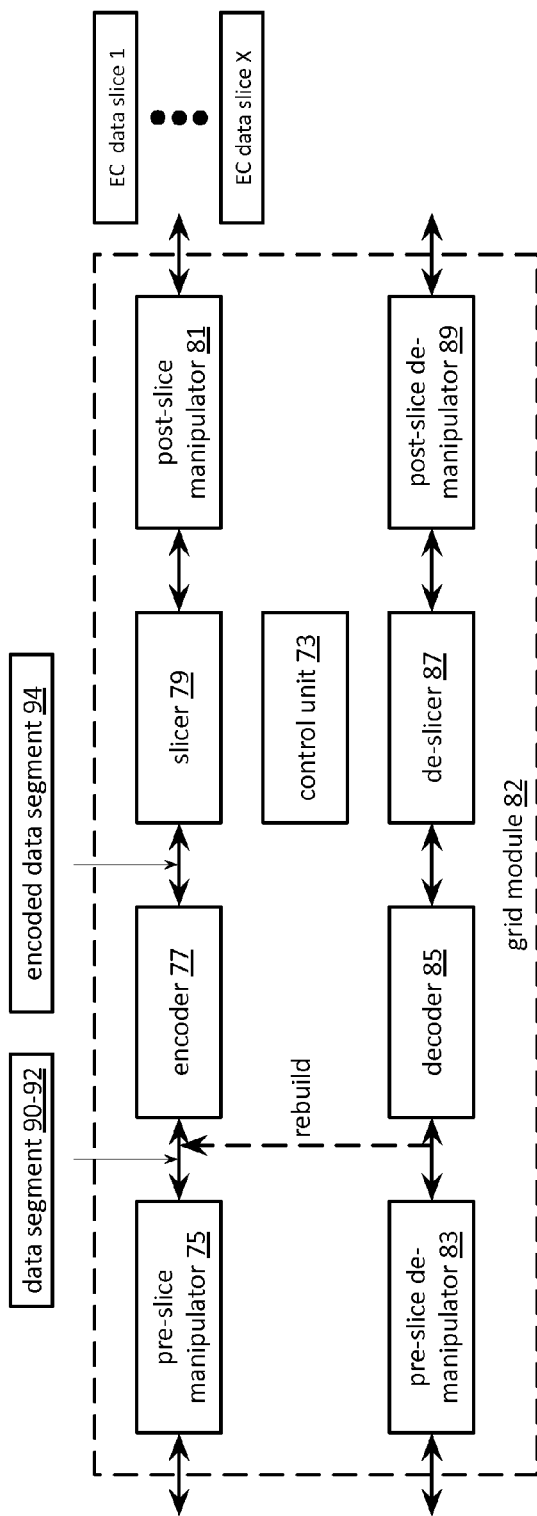 data segment 90-92
encoded data segment 94
EC data slice 1
EC data slice X
pre-slice
manipulator 75
encoder 77
slicer 79
post-slice
manipulator 81
rebuild
control unit 73
pre-slice de-
manipulator 83
decoder 85
de-slicer 87
post-slice de-
manipulator 89
grid module 82